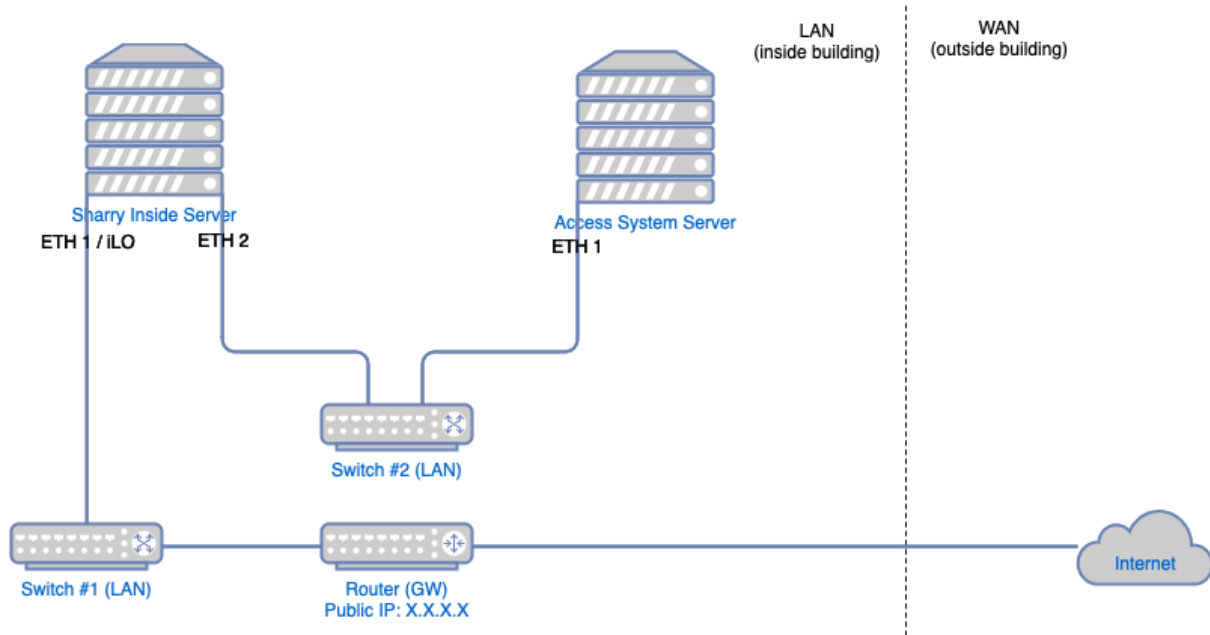 LAN
(inside building)
WAN
(outside building)
Sharry Inside Server
ETH 1 / iLO
ETH 2
Access System Server
ETH 1
Switch #2 (LAN)
Switch #1 (LAN)
Router (GW)
Public IP: X.X.X.X
Internet